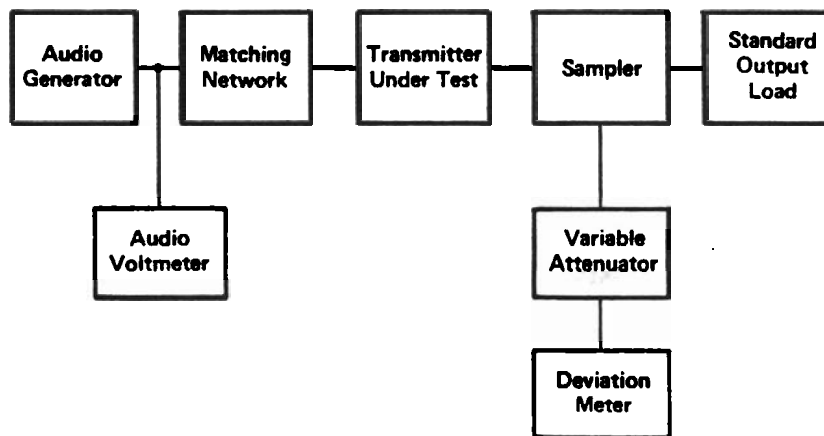 Audio
Generator
Matching
Network
Transmitter
Under Test
Sampler
Standard
Output
Load
Audio
Voltmeter
Variable
Attenuator
Deviation
Meter